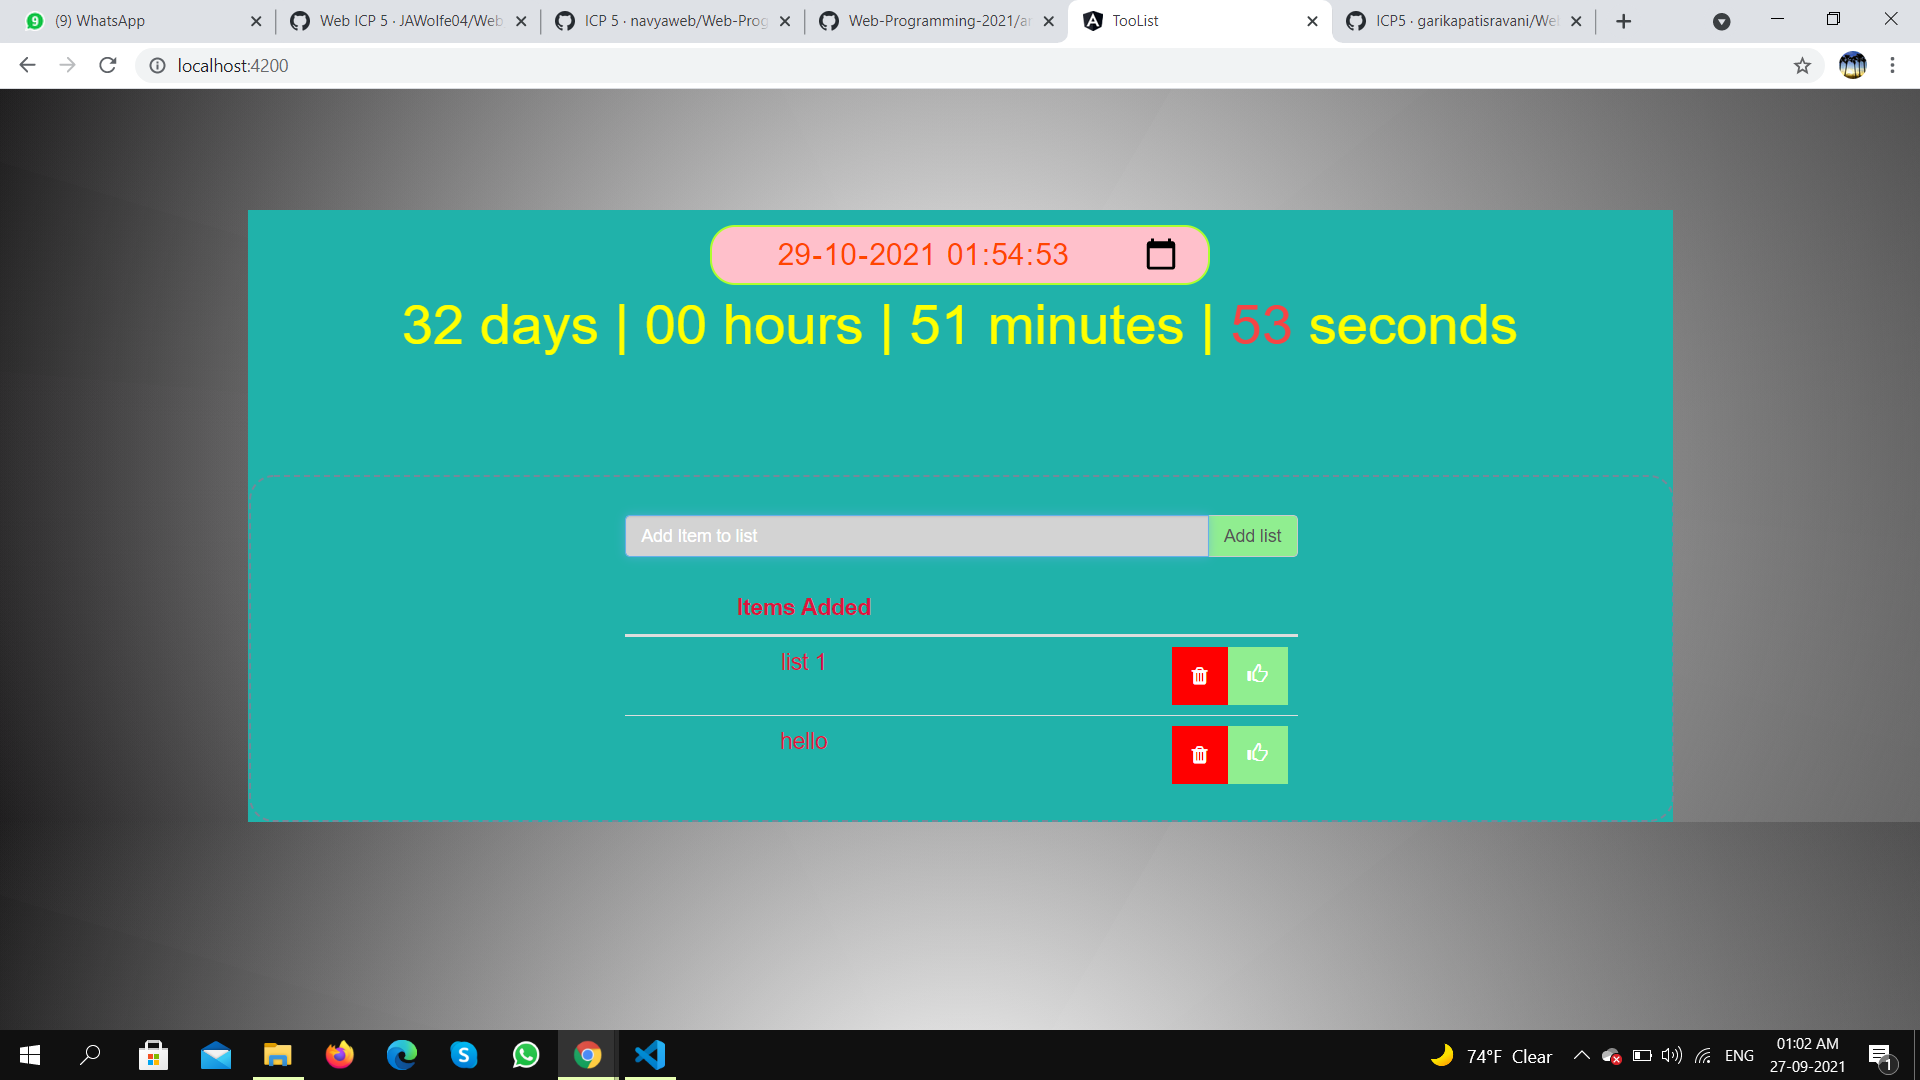 9 (9) WhatsApp
Web ICP 5 · JAWolfe04/Web
ICP 5 · navyaweb/Web-Prog
Web-Programming-2021/a
TooList
ICP5 · garikapatisravani/We
localhost:4200
29-10-2021 01:54:53
32 days | 00 hours | 51 minutes | 53 seconds
Add Item to list
Add list
Items Added
list 1
hello
74°F Clear
ENG
01:02 AM
27-09-2021
1